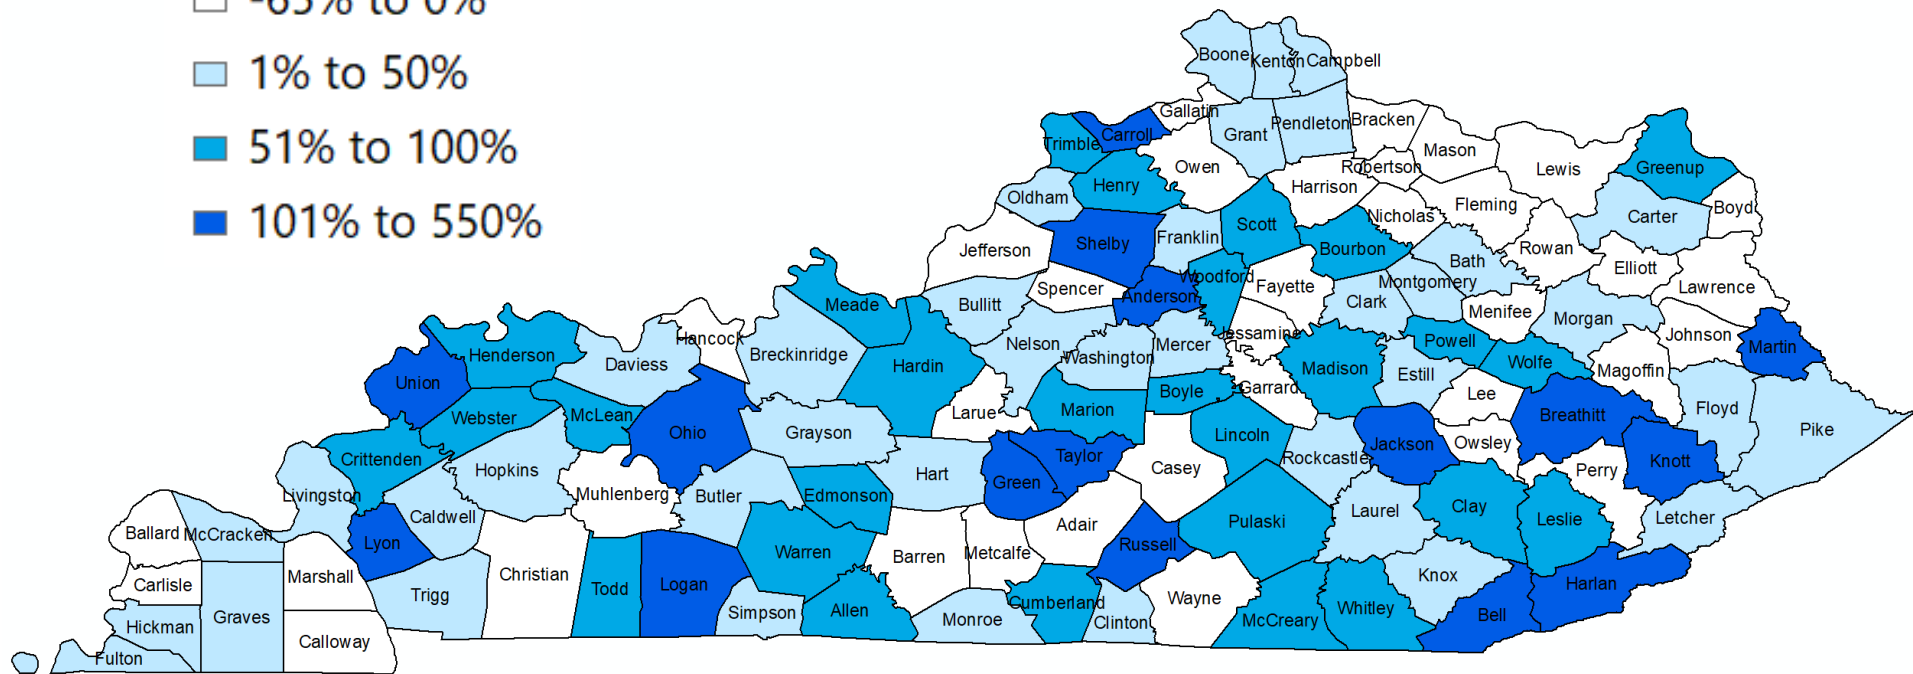 -65% to 0%
1% to 50%
51% to 100%
101% to 550%
Boone
Kenton
Campbell
Gallatin
Carroll
Trimble
Grant
Pendleton
Bracken
Mason
Lewis
Greenup
Owen
Robertson
Henry
Harrison
Oldham
Fleming
Nicholas
Carter
Boyd
Scott
Franklin
Shelby
Jefferson
Bourbon
Rowan
Bath
Elliott
Montgomery
Woodford
Fayette
Lawrence
Spencer
Anderson
Clark
Bullitt
Meade
Menifee
Morgan
Jessamine
Johnson
Martin
Hancock
Nelson
Mercer
Powell
Washington
Henderson
Breckinridge
Daviess
Hardin
Madison
Wolfe
Magoffin
Estill
Union
Garrard
Boyle
Lee
Marion
Larue
Floyd
Breathitt
McLean
Webster
Pike
Ohio
Grayson
Lincoln
Jackson
Owsley
Taylor
Rockcastle
Crittenden
Knott
Casey
Perry
Hopkins
Hart
Green
Livingston
Muhlenberg
Butler
Edmonson
Clay
Laurel
Caldwell
Leslie
Letcher
Pulaski
Adair
Ballard
McCracken
Lyon
Russell
Warren
Barren
Metcalfe
Marshall
Christian
Carlisle
Logan
Todd
Knox
Harlan
Trigg
Wayne
Cumberland
Whitley
Allen
Simpson
Bell
Graves
Monroe
McCreary
Clinton
Hickman
Calloway
Fulton